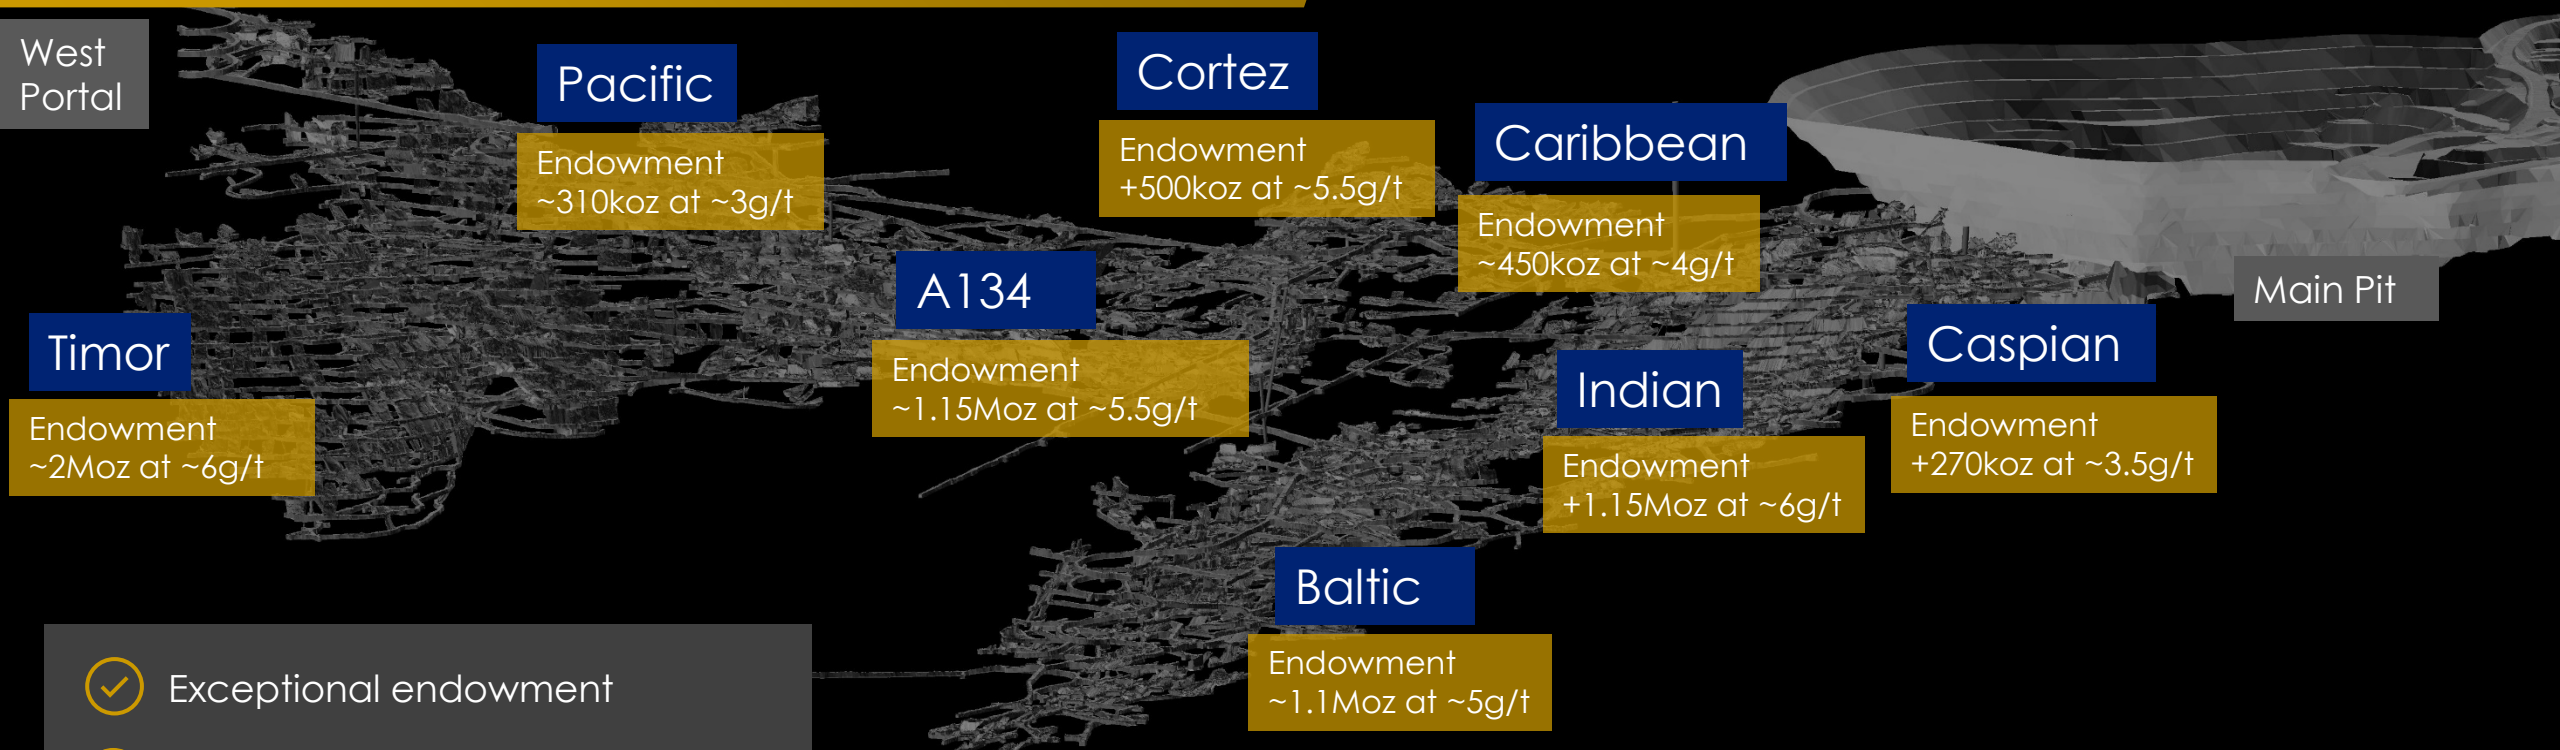 West
Portal
Pacific
Endowment
~310koz at ~3g/t
Cortez
Endowment
+500koz at ~5.5g/t
Caribbean
Endowment
~450koz at ~4g/t
Main Pit
A134
Endowment
~1.15Moz at ~5.5g/t
Timor
Endowment
~2Moz at ~6g/t
Indian
Endowment
+1.15Moz at ~6g/t
Caspian
Endowment
+270koz at ~3.5g/t
Baltic
Endowment
~1.1Moz at ~5g/t
Exceptional endowment